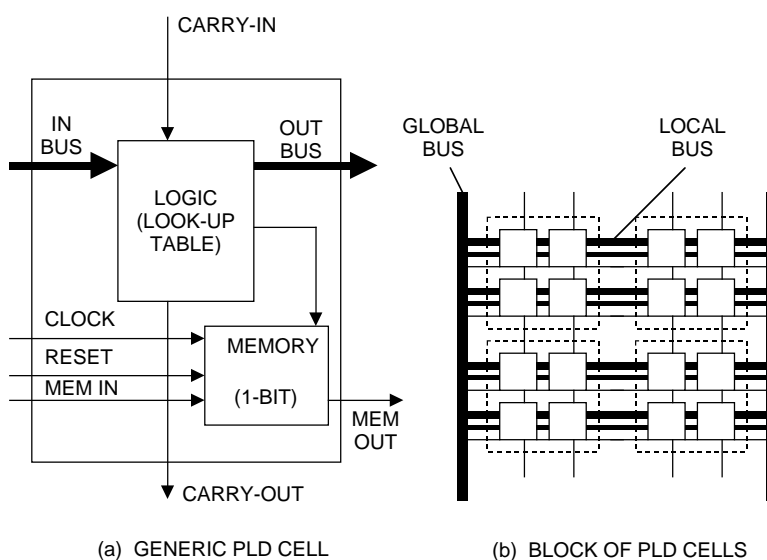 CARRY-IN
IN
BUS
OUT
BUS
LOGIC
(LOOK-UP
TABLE)
CLOCK
RESET
MEM IN
MEMORY
(1-BIT)
MEM
OUT
CARRY-OUT
(a) GENERIC PLD CELL
GLOBAL
BUS
LOCAL
BUS
(b) BLOCK OF PLD CELLS